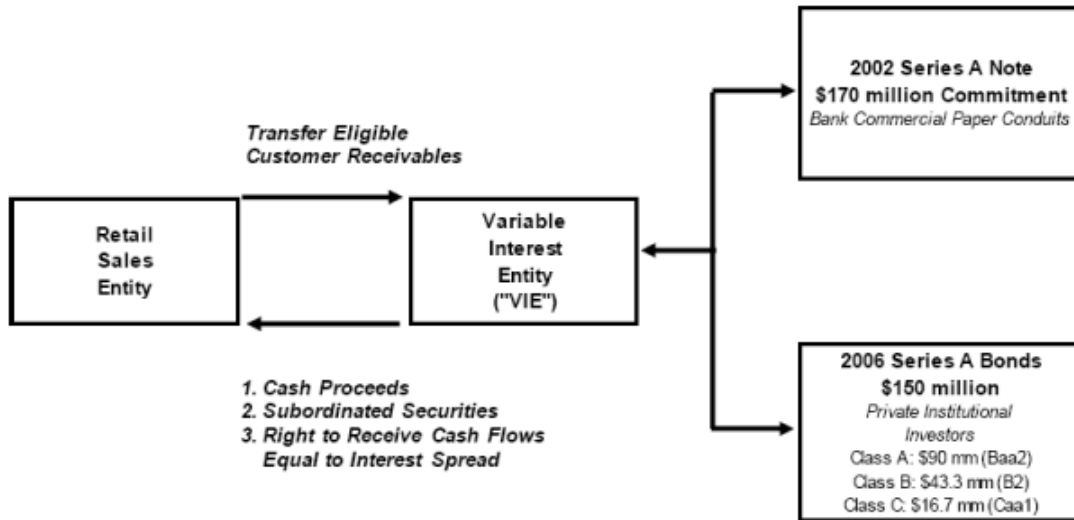 Transfer Eligible
Customer Receivables
Retail
Sales
Entity
Variable
Interest
Entity
("VIE")
1. Cash Proceeds
2. Subordinated Securities
3. Right to Receive Cash Flows
Equal to Interest Spread
2002 Series A Note
$170 million Commitment
Bank Commercial Paper Conduits
2006 Series A Bonds
$150 million
Private Institutional
Investors
Class A: $90 mm (Baa2)
Class B: $43.3 mm (B2)
Class C: $16.7 mm (Caa1)